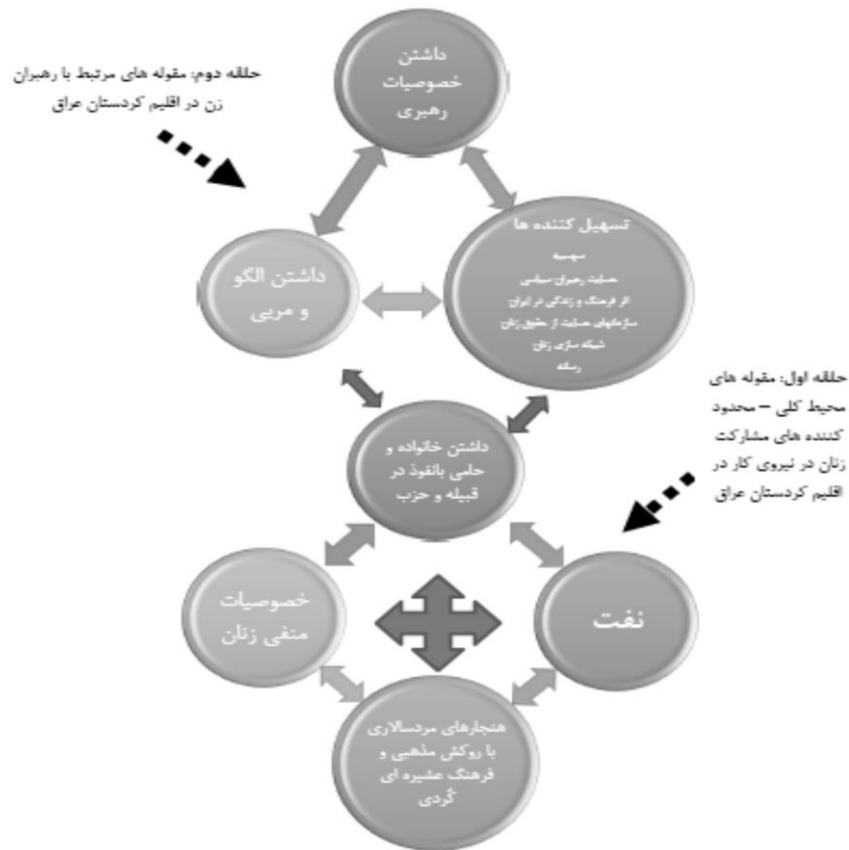 داشتن
خصوصیات
رهبری
حلقه دوم: مقوله های مرتبط با رهبران
زن در اقلیم کردستان عراق
تسهیل کننده ها
سهمیه
حمایت رهبران سیاسی
اثر فرهنگ و زندگی در ایران
سازمانهای حمایت از حقوق زنان
شبکه سازی زنان
رسانه
داشتن الگو
و مربی
حلقه اول: مقوله های
محیط کلی – محدود
کننده های مشارکت
زنان در نیروی کار در
اقلیم کردستان عراق
داشتن خانواده و
حامی بانفوذ در
قبیله و حزب
نفت
خصوصیات
منفی زنان
هنجارهای مردسالاری
با روکش مذهبی و
فرهنگ عشیره ای
کُردی